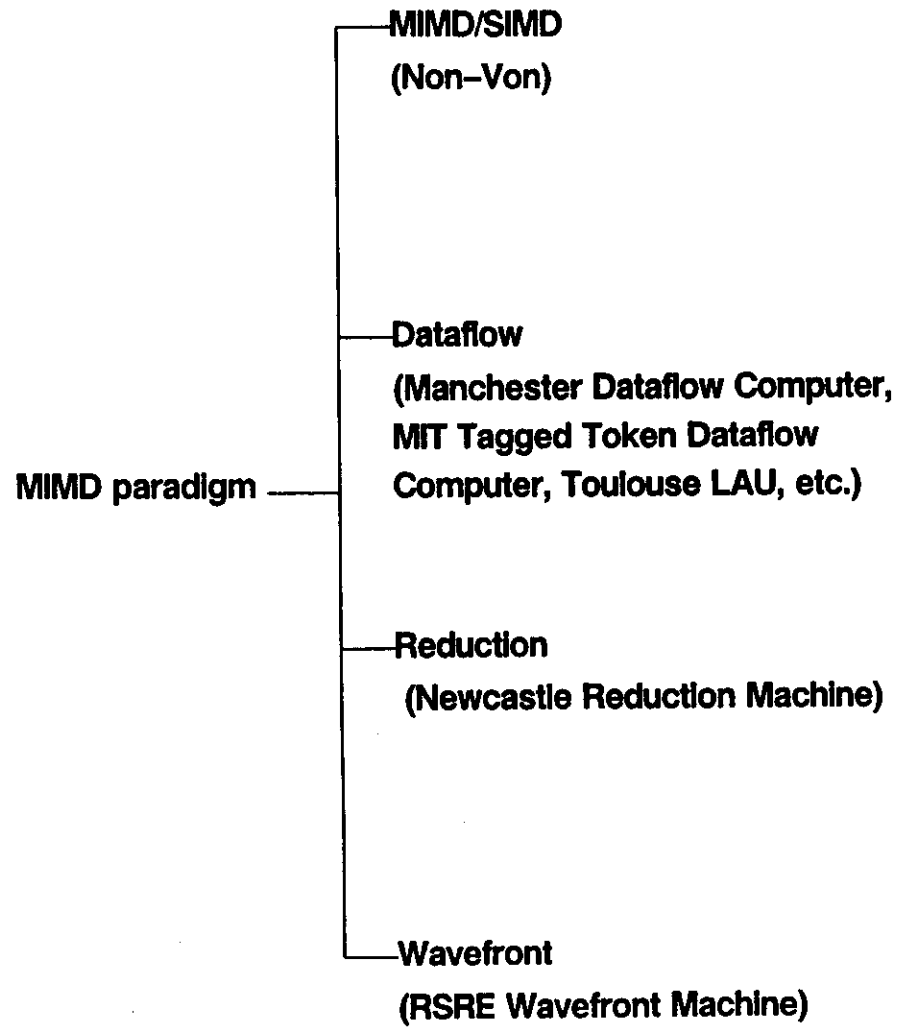 MIMD/SIMD
(Non–Von)
Dataflow
(Manchester Dataflow Computer,
MIT Tagged Token Dataflow
Computer, Toulouse LAU, etc.)
MIMD paradigm
Reduction
(Newcastle Reduction Machine)
Wavefront
(RSRE Wavefront Machine)